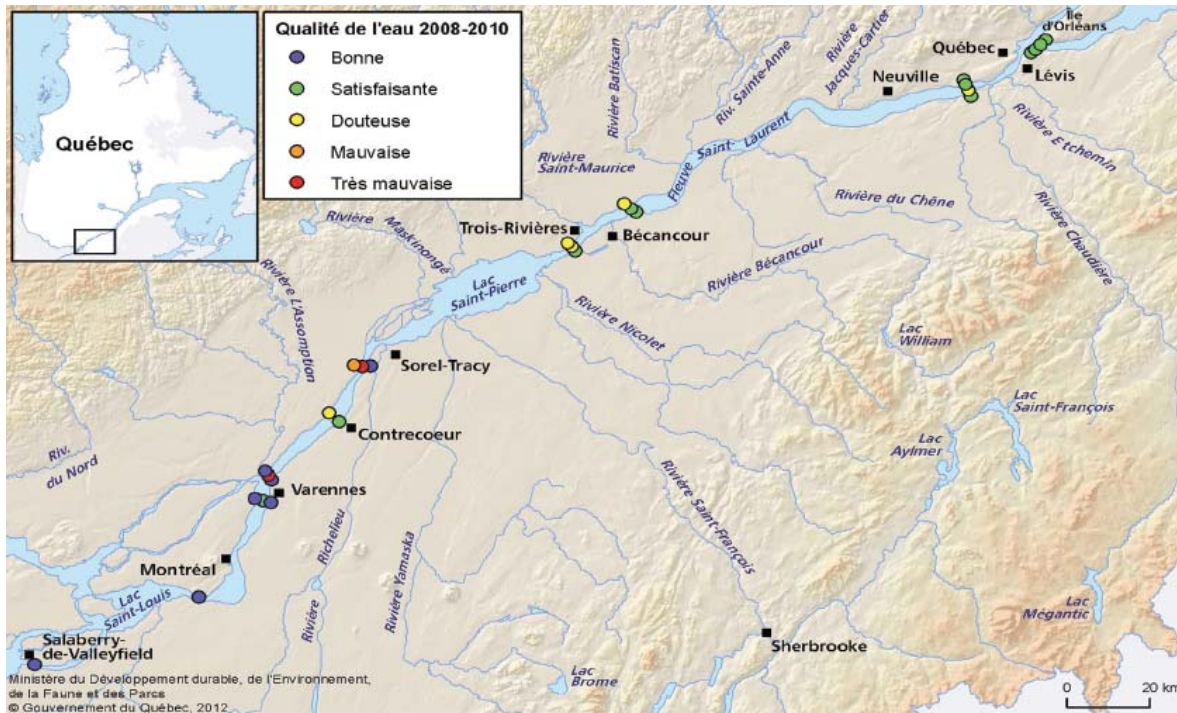 Québec
Qualité de l'eau 2008-2010
Bonne
Satisfaisante
Douteuse
Mauvaise
Très mauvaise
Île
d'Orléans
Québec
Lévis
Neuville
Rivière
Jacques-Cartier
Riv. Sainte-Anne
Rivière Batiscan
Rivière
Saint-Maurice
Fleuve Saint-Laurent
Rivière Etchemin
Rivière du Chêne
Rivière Chaudière
Trois-Rivières
Bécancour
Rivière Bécancour
Rivière
Maskinongé
Lac
Saint-Pierre
Rivière Nicolet
Rivière L'Assomption
Lac
William
Sorel-Tracy
Lac
Saint-François
Contrecoeur
Lac
Aylmer
Riv.
du Nord
Varennes
Rivière Saint-François
Rivière Richelieu
Rivière Yamaska
Montréal
Lac
Saint-Louis
Lac
Mégantic
Salaberry-
de-Valleyfield
Sherbrooke
Lac
Brome
Ministère du Développement durable, de l'Environnement,
de la Faune et des Parcs
© Gouvernement du Québec, 2012
0 20 km